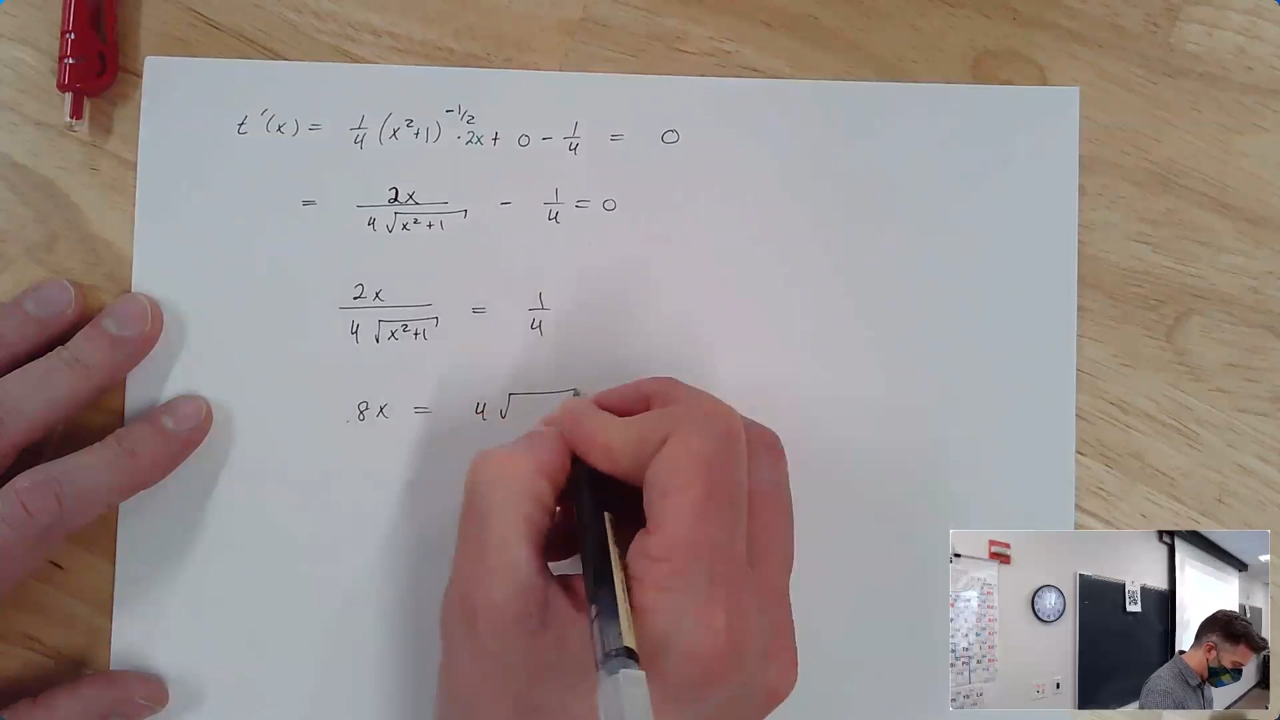 t'(x) = 1/4 (x²+1)^-1/2 · 2x + 0 - 1/4 = 0
= 2x / 4√(x²+1) - 1/4 = 0
2x / 4√(x²+1) = 1/4
8x = 4√